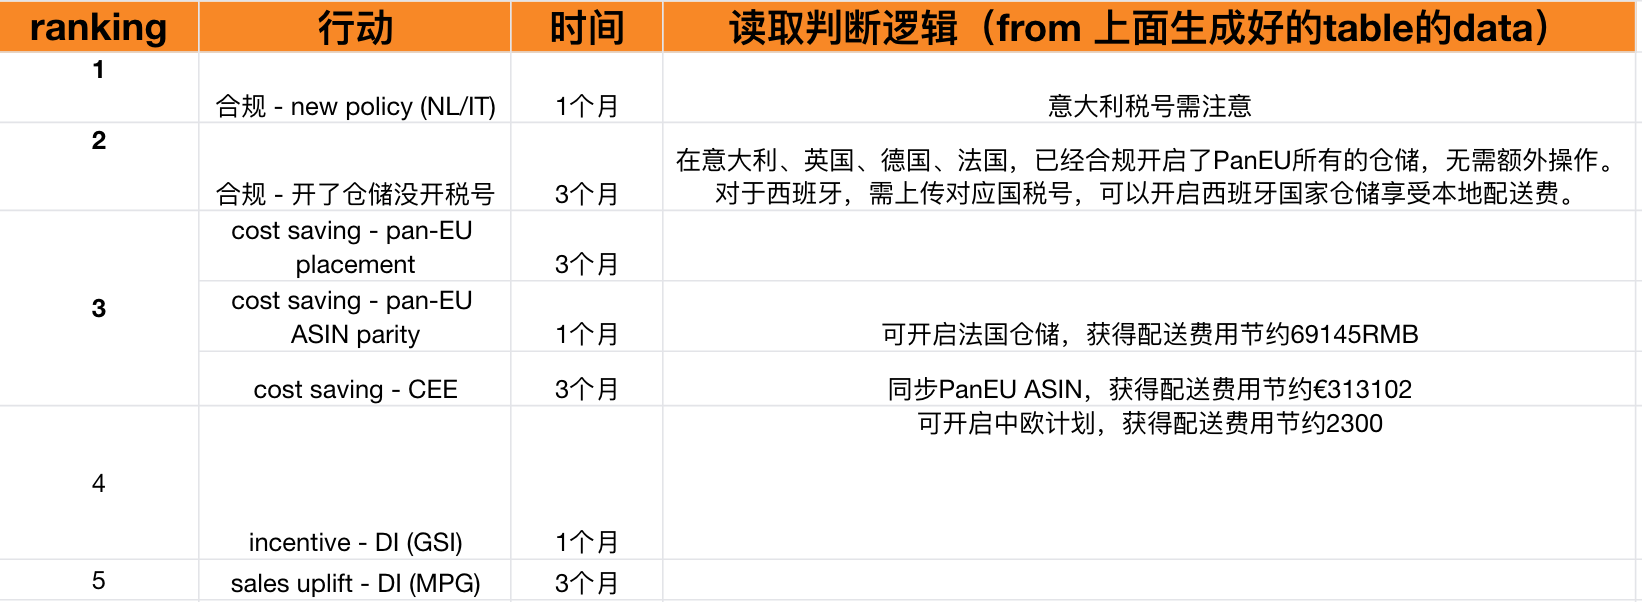 ranking 行动 时间 读取判断逻辑（from 上面生成好的table的data）
1
合规 - new policy (NL/IT) 1个月 意大利税号需注意
2
在意大利、英国、德国、法国，已经合规开启了PanEU所有的仓储，无需额外操作。
合规 - 开了仓储没开税号 3个月 对于西班牙，需上传对应国税号，可以开启西班牙国家仓储享受本地配送费。
3
cost saving - pan-EU
placement 3个月
cost saving - pan-EU
ASIN parity 1个月 可开启法国仓储，获得配送费用节约69145RMB
cost saving - CEE 3个月 同步PanEU ASIN，获得配送费用节约€313102
可开启中欧计划，获得配送费用节约2300
4
incentive - DI (GSI) 1个月
5 sales uplift - DI (MPG) 3个月